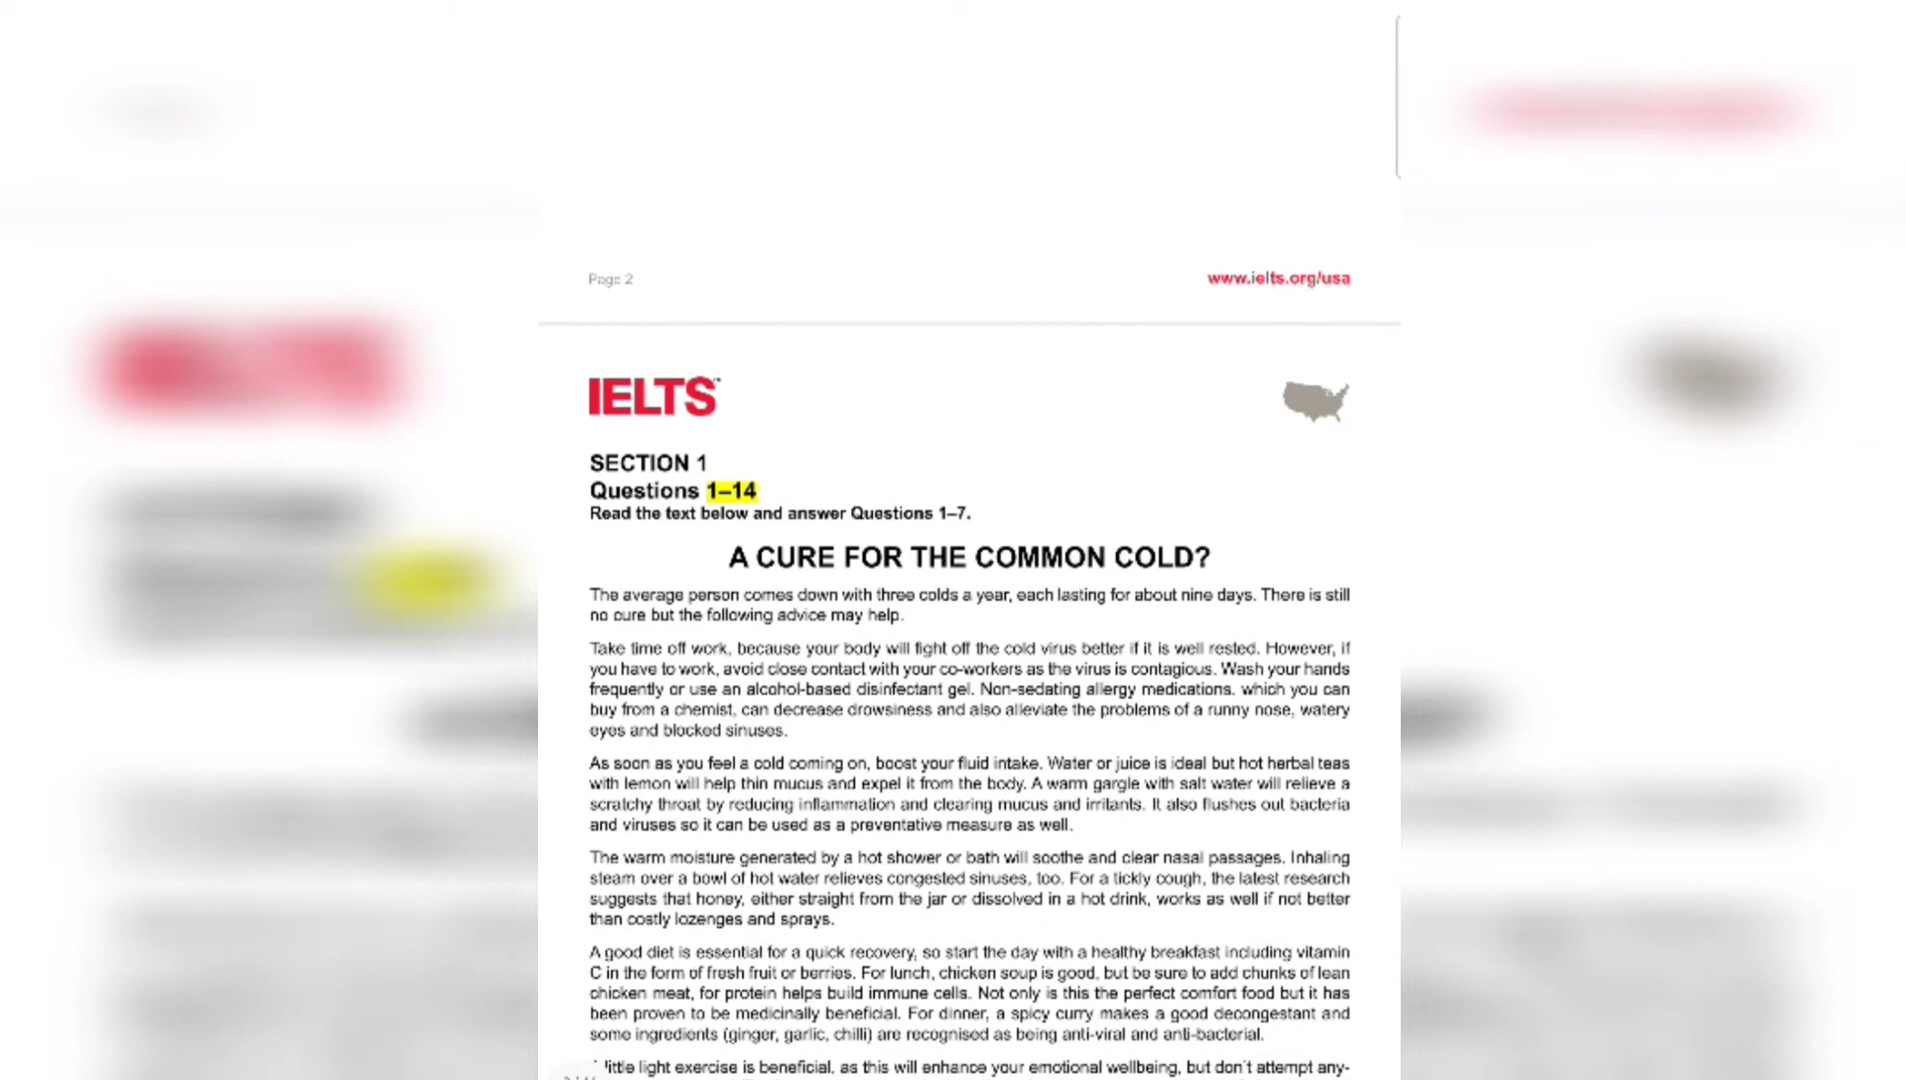 Page 2
www.ielts.org/usa
IELTS™
SECTION 1
Questions 1–14
Read the text below and answer Questions 1–7.
A CURE FOR THE COMMON COLD?
The average person comes down with three colds a year, each lasting for about nine days. There is still
no cure but the following advice may help.
Take time off work, because your body will fight off the cold virus better if it is well rested. However, if
you have to work, avoid close contact with your co-workers as the virus is contagious. Wash your hands
frequently or use an alcohol-based disinfectant gel. Non-sedating allergy medications, which you can
buy from a chemist, can decrease drowsiness and also alleviate the problems of a runny nose, watery
eyes and blocked sinuses.
As soon as you feel a cold coming on, boost your fluid intake. Water or juice is ideal but hot herbal teas
with lemon will help thin mucus and expel it from the body. A warm gargle with salt water will relieve a
scratchy throat by reducing inflammation and clearing mucus and irritants. It also flushes out bacteria
and viruses so it can be used as a preventative measure as well.
The warm moisture generated by a hot shower or bath will soothe and clear nasal passages. Inhaling
steam over a bowl of hot water relieves congested sinuses, too. For a tickly cough, the latest research
suggests that honey, either straight from the jar or dissolved in a hot drink, works as well if not better
than costly lozenges and sprays.
A good diet is essential for a quick recovery, so start the day with a healthy breakfast including vitamin
C in the form of fresh fruit or berries. For lunch, chicken soup is good, but be sure to add chunks of lean
chicken meat, for protein helps build immune cells. Not only is this the perfect comfort food but it has
been proven to be medicinally beneficial. For dinner, a spicy curry makes a good decongestant and
some ingredients (ginger, garlic, chilli) are recognised as being anti-viral and anti-bacterial.
little light exercise is beneficial, as this will enhance your emotional wellbeing, but don't attempt any-